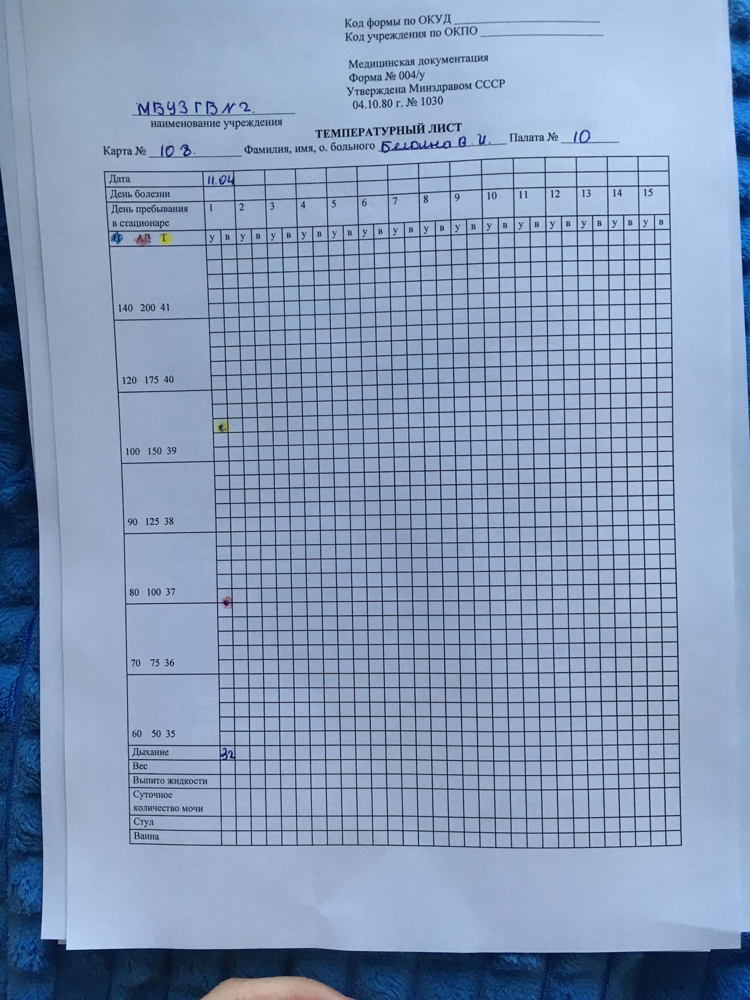 Код формы по ОКУД
Код учреждения по ОКПО
Медицинская документация
Форма № 004/у
Утверждена Минздравом СССР
04.10.80 г. № 1030
МБУЗ ГБ N 2.
наименование учреждения
ТЕМПЕРАТУРНЫЙ ЛИСТ
Карта № 108. Фамилия, имя, о. больного В. И. Палата № 10
Дата 11.04
День болезни
День пребывания 1 2 3 4 5 6 7 8 9 10 11 12 13 14 15
в стационаре
П АД Т у в у в у в у в у в у в у в у в у в у в у в у в у в у в у в
140 200 41
120 175 40
100 150 39
90 125 38
80 100 37
70 75 36
60 50 35
Дыхание 32
Вес
Выпито жидкости
Суточное
количество мочи
Стул
Ванна